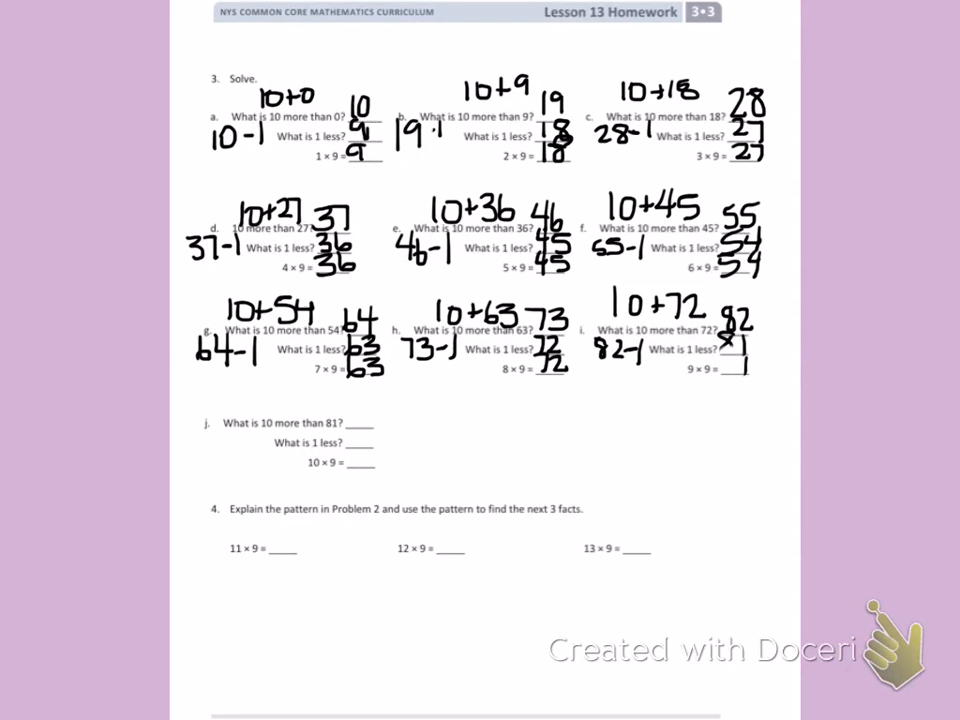 NYS COMMON CORE MATHEMATICS CURRICULUM Lesson 13 Homework 3•3
3. Solve.
10+0 10+9 10+18
a. What is 10 more than 0? 10 b. What is 10 more than 9? 19 c. What is 10 more than 18? 28
10-1 What is 1 less? 9 19-1 What is 1 less? 18 28-1 What is 1 less? 27
1 × 9 = 9 2 × 9 = 18 3 × 9 = 27
10+27 10+36 10+45
d. 10 more than 27? 37 e. What is 10 more than 36? 46 f. What is 10 more than 45? 55
37-1 What is 1 less? 36 46-1 What is 1 less? 45 55-1 What is 1 less? 54
4 × 9 = 36 5 × 9 = 45 6 × 9 = 54
10+54 10+63 10+72
g. What is 10 more than 54? 64 h. What is 10 more than 63? 73 i. What is 10 more than 72? 82
64-1 What is 1 less? 63 73-1 What is 1 less? 72 82-1 What is 1 less? 81
7 × 9 = 63 8 × 9 = 72 9 × 9 = 1
j. What is 10 more than 81? _____
What is 1 less? _____
10 × 9 = _____
4. Explain the pattern in Problem 2 and use the pattern to find the next 3 facts.
11 × 9 = _____ 12 × 9 = _____ 13 × 9 = _____
Created with Doceri